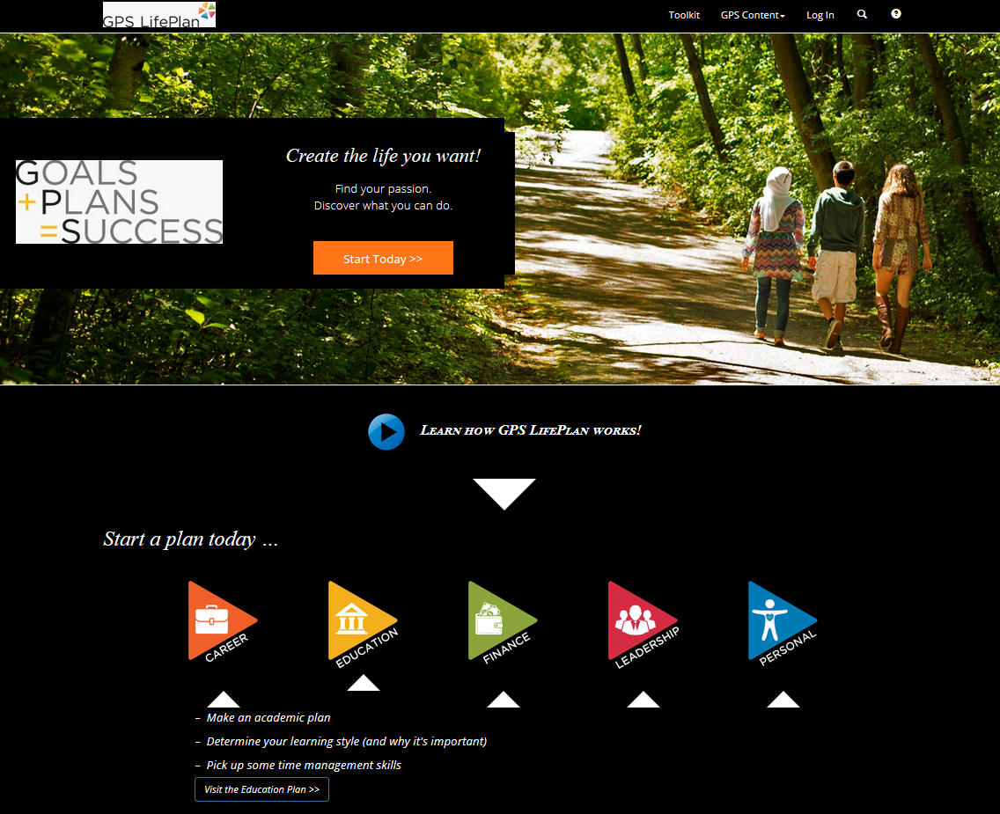 GPS LifePlan
Toolkit
GPS Content
Log In
GOALS
+PLANS
=SUCCESS
Create the life you want!
Find your passion.
Discover what you can do.
Start Today >>
Learn how GPS LifePlan works!
Start a plan today ...
CAREER
EDUCATION
FINANCE
LEADERSHIP
PERSONAL
– Make an academic plan
– Determine your learning style (and why it's important)
– Pick up some time management skills
Visit the Education Plan >>